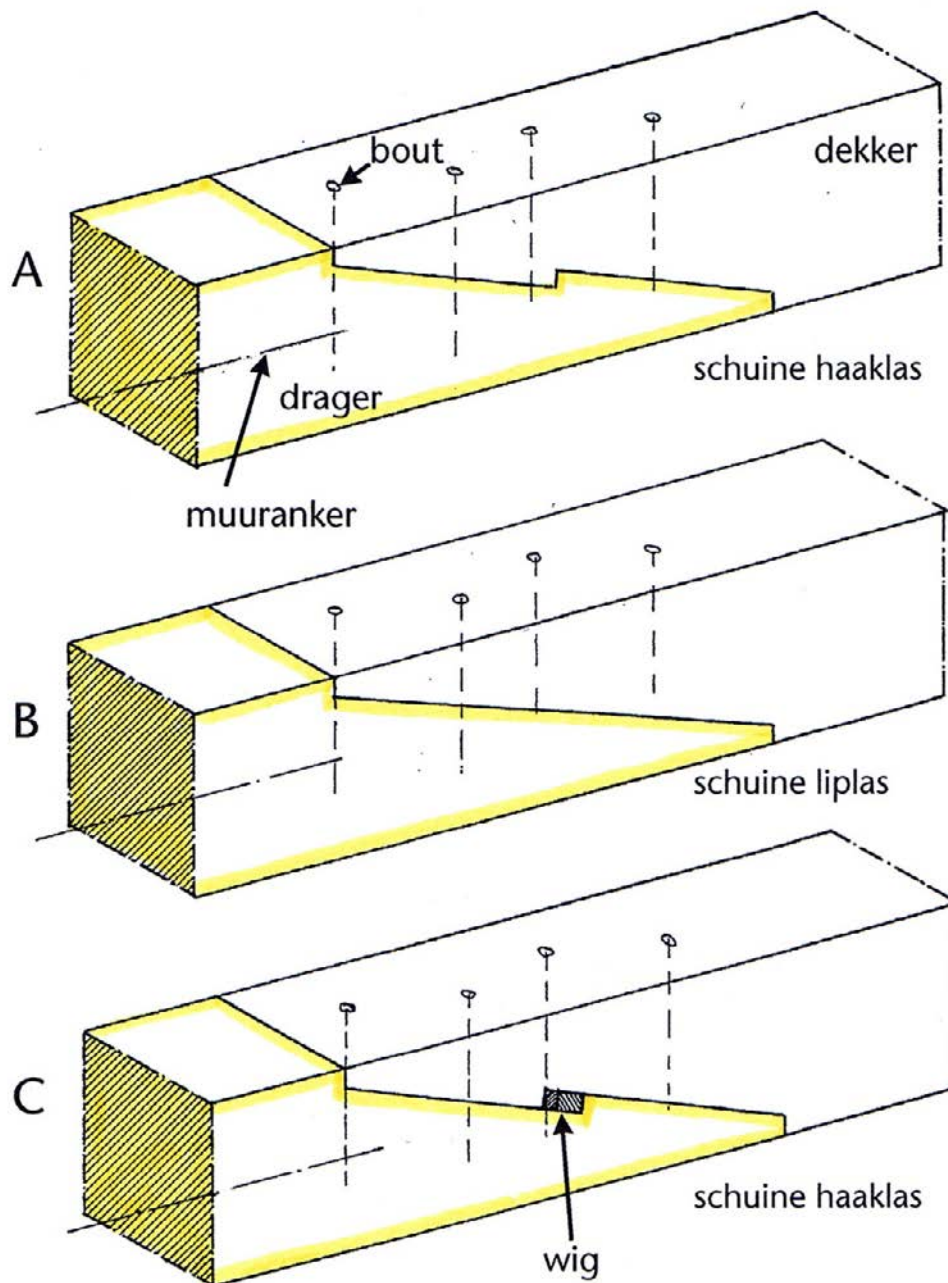 bout
dekker
A
schuine haaklas
drager
muuranker
B
schuine liplas
C
schuine haaklas
wig